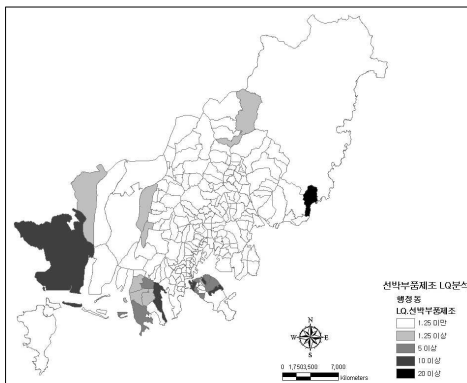 선박부품제조 LQ분석
행정동
LQ.선박부품제조
1.25 미만
1.25 이상
5 이상
10 이상
20 이상
N
W E
S
0 1,7503,500 7,000
Kilometers